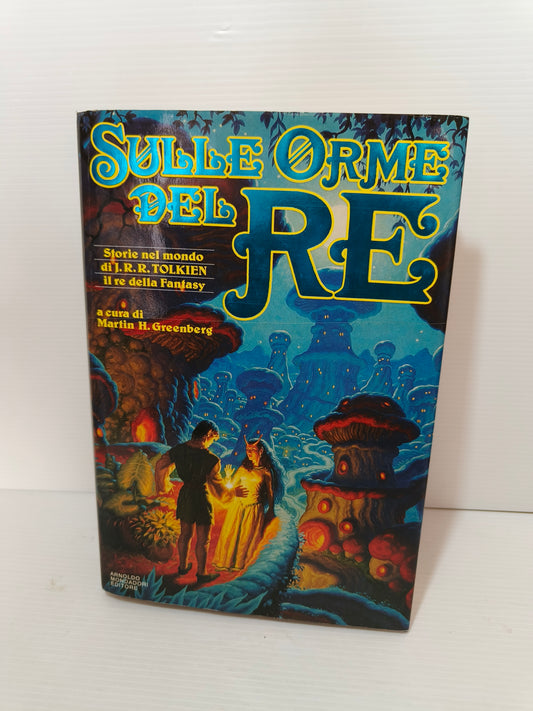 SULLE ORME
DEL RE
Storie nel mondo
di J.R.R. TOLKIEN
il re della Fantasy
a cura di
Martin H. Greenberg
ARNOLDO
MONDADORI
EDITORE